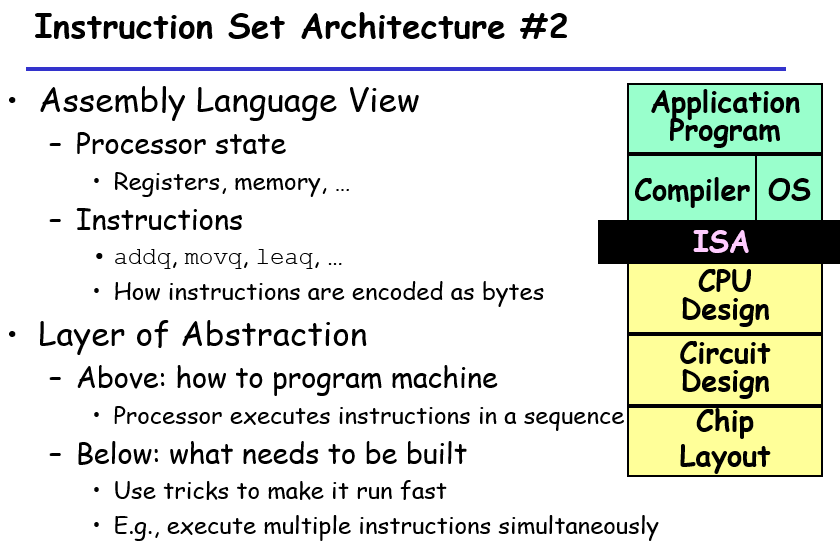 Instruction Set Architecture #2
• Assembly Language View
– Processor state
• Registers, memory, …
– Instructions
• addq, movq, leaq, …
• How instructions are encoded as bytes
• Layer of Abstraction
– Above: how to program machine
• Processor executes instructions in a sequence
– Below: what needs to be built
• Use tricks to make it run fast
• E.g., execute multiple instructions simultaneously
Application
Program
Compiler OS
ISA
CPU
Design
Circuit
Design
Chip
Layout